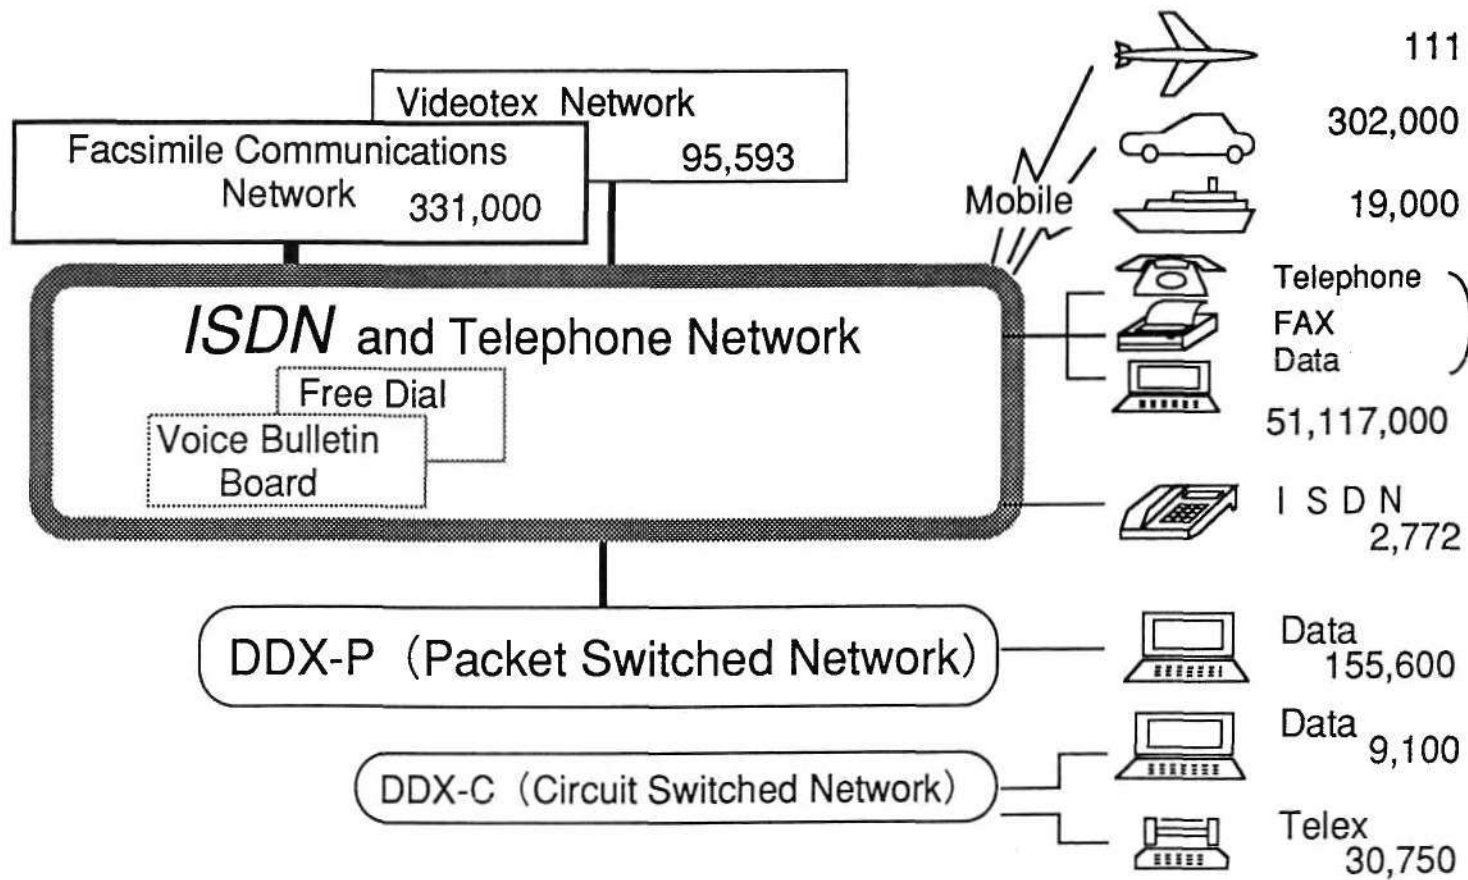 Videotex Network
95,593
Facsimile Communications
Network 331,000
Mobile
111
302,000
19,000
ISDN and Telephone Network
Free Dial
Voice Bulletin
Board
Telephone
FAX
Data
51,117,000
ISDN
2,772
DDX-P (Packet Switched Network)
Data
155,600
DDX-C (Circuit Switched Network)
Data
9,100
Telex
30,750